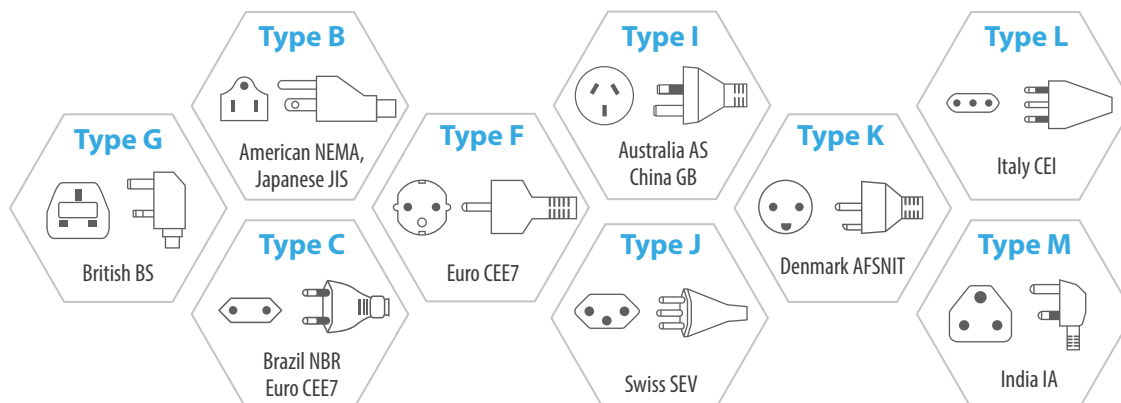 Type G
British BS
Type B
American NEMA,
Japanese JIS
Type C
Brazil NBR
Euro CEE7
Type F
Euro CEE7
Type I
Australia AS
China GB
Type J
Swiss SEV
Type K
Denmark AFSNIT
Type L
Italy CEI
Type M
India IA